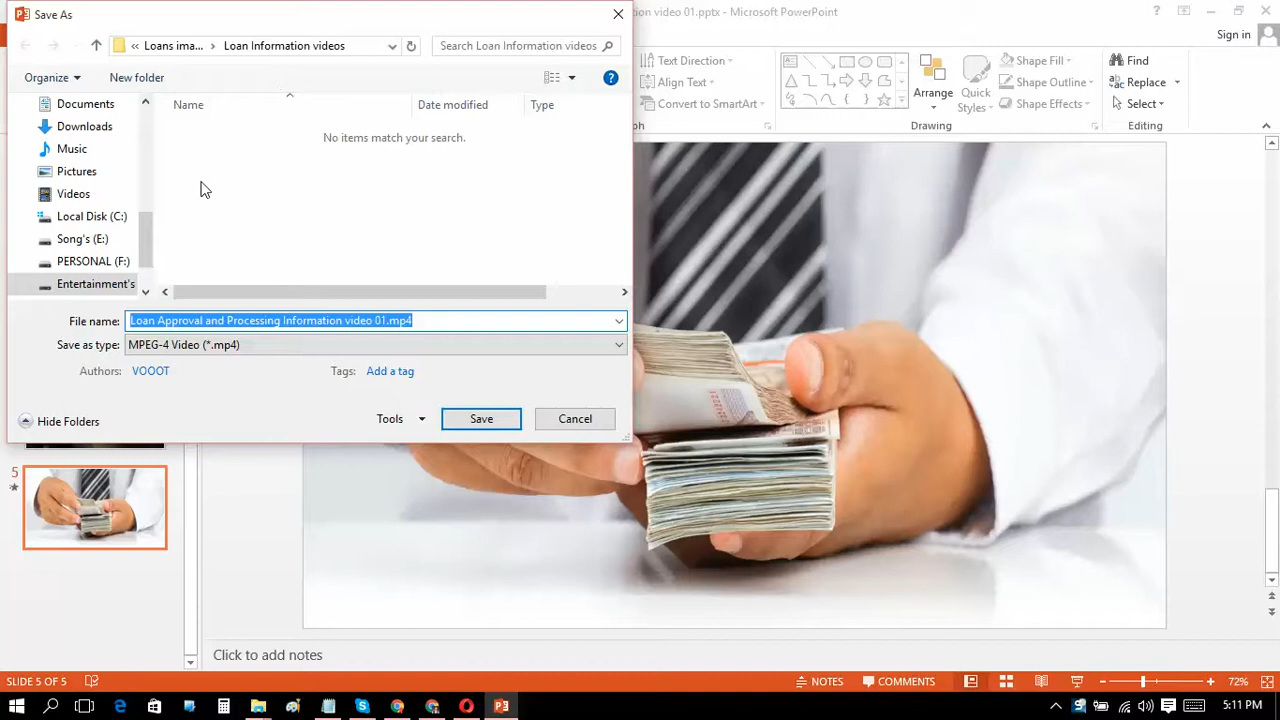 Save As
video 01.pptx - Microsoft PowerPoint
Sign in
« Loans ima... › Loan Information videos
Search Loan Information videos
Organize
New folder
Text Direction
Align Text
Convert to SmartArt
Arrange
Quick Styles
Shape Fill
Shape Outline
Shape Effects
Drawing
Find
Replace
Select
Editing
Documents
Downloads
Music
Pictures
Videos
Local Disk (C:)
Song's (E:)
PERSONAL (F:)
Entertainment's
Name
Date modified
Type
No items match your search.
File name: Loan Approval and Processing Information video 01.mp4
Save as type: MPEG-4 Video (*.mp4)
Authors: VOOOT
Tags: Add a tag
Hide Folders
Tools
Save
Cancel
5
Click to add notes
SLIDE 5 OF 5
NOTES
COMMENTS
72%
5:11 PM